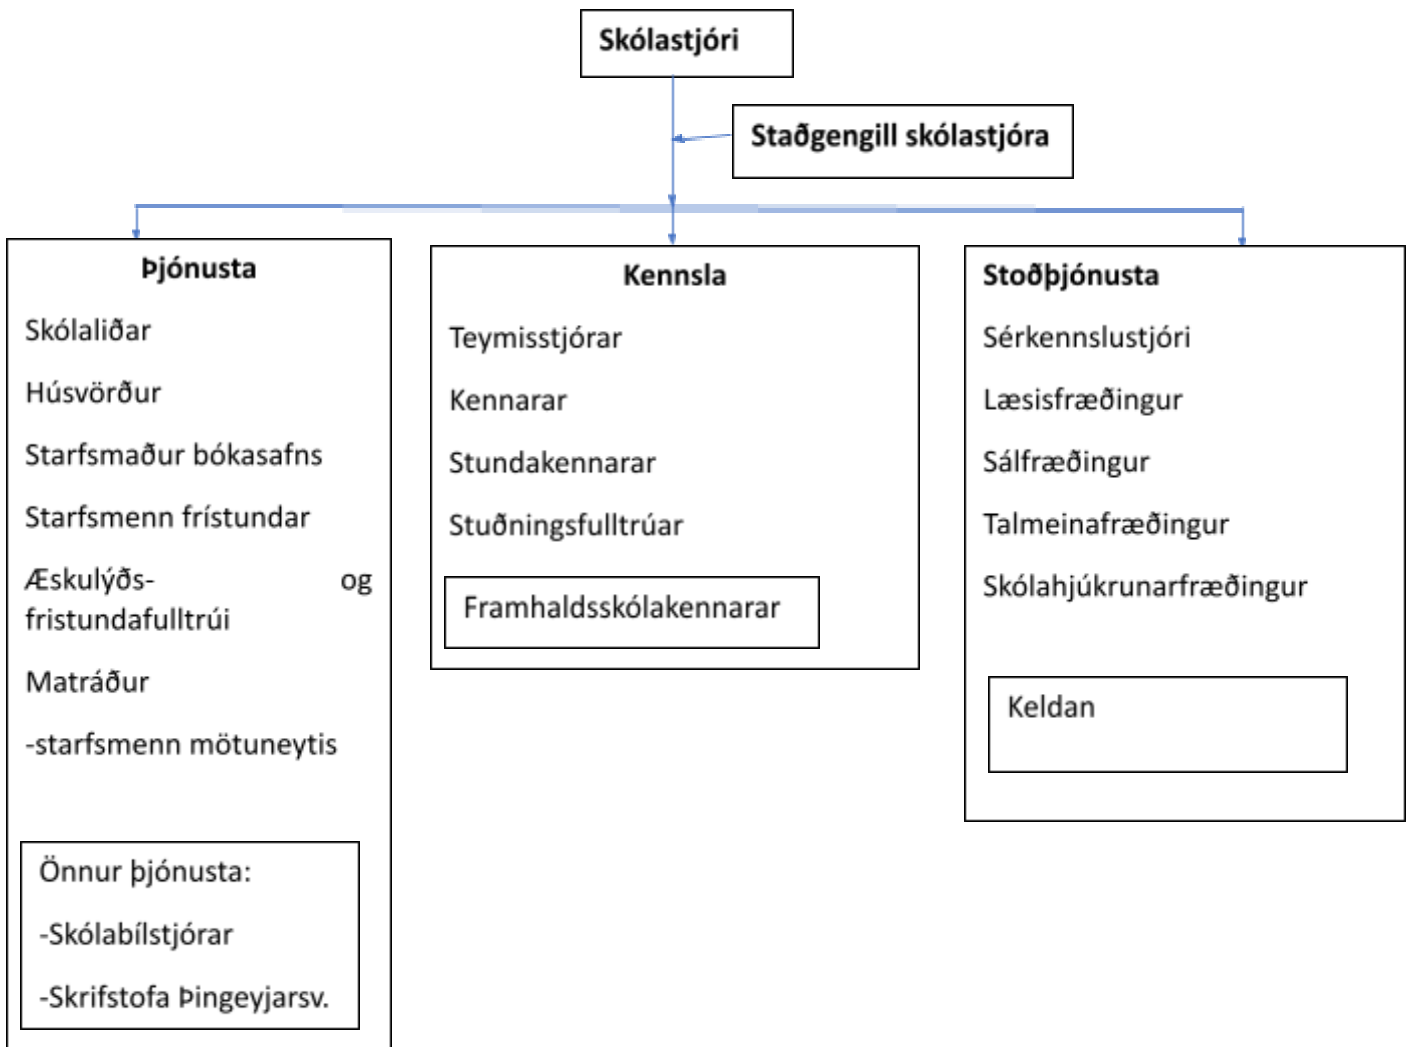 Skólastjóri
Staðgengill skólastjóra
Þjónusta
Skólaliðar
Húsvörður
Starfsmaður bókasafns
Starfsmenn frístundar
Æskulýðs- og
fristundafulltrúi
Matráður
-starfsmenn mötuneytis
Önnur þjónusta:
-Skólabílstjórar
-Skrifstofa Þingeyjarsv.
Kennsla
Teymisstjórar
Kennarar
Stundakennarar
Stuðningsfulltrúar
Framhaldsskólakennarar
Stoðþjónusta
Sérkennslustjóri
Læsisfræðingur
Sálfræðingur
Talmeinafræðingur
Skólahjúkrunarfræðingur
Keldan